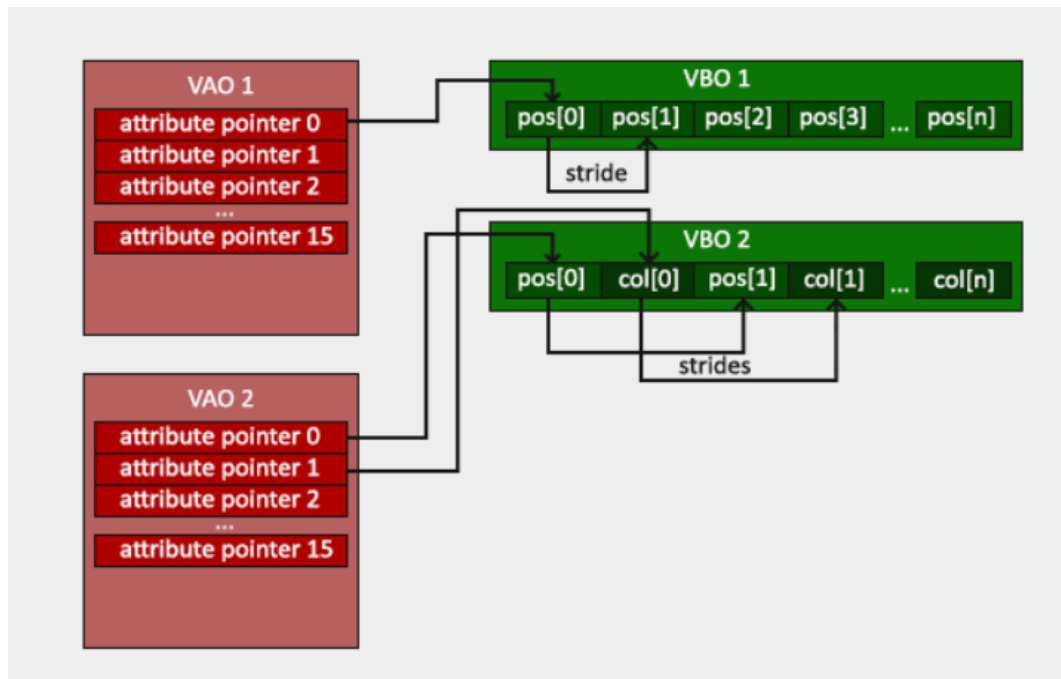 VAO 1
attribute pointer 0
attribute pointer 1
attribute pointer 2
...
attribute pointer 15
VBO 1
pos[0] pos[1] pos[2] pos[3] ... pos[n]
stride
VBO 2
pos[0] col[0] pos[1] col[1] ... col[n]
strides
VAO 2
attribute pointer 0
attribute pointer 1
attribute pointer 2
...
attribute pointer 15